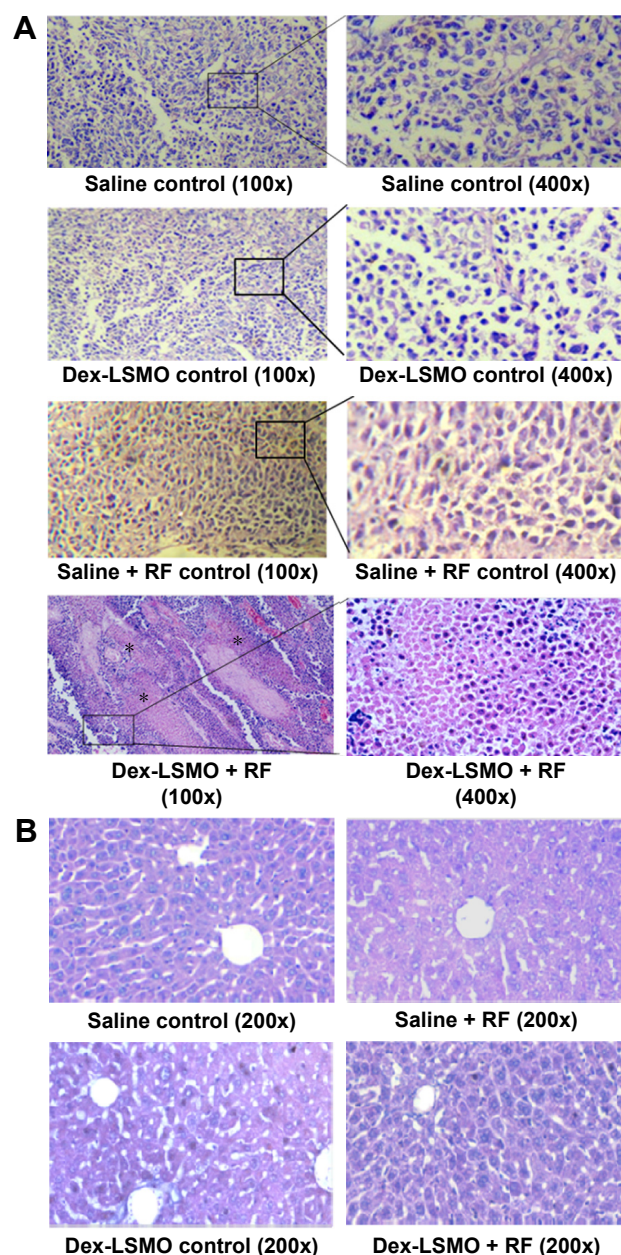 A
Saline control (100x) Saline control (400x)
Dex-LSMO control (100x) Dex-LSMO control (400x)
Saline + RF control (100x) Saline + RF control (400x)
* * *
Dex-LSMO + RF Dex-LSMO + RF
(100x) (400x)
B
Saline control (200x) Saline + RF (200x)
Dex-LSMO control (200x) Dex-LSMO + RF (200x)